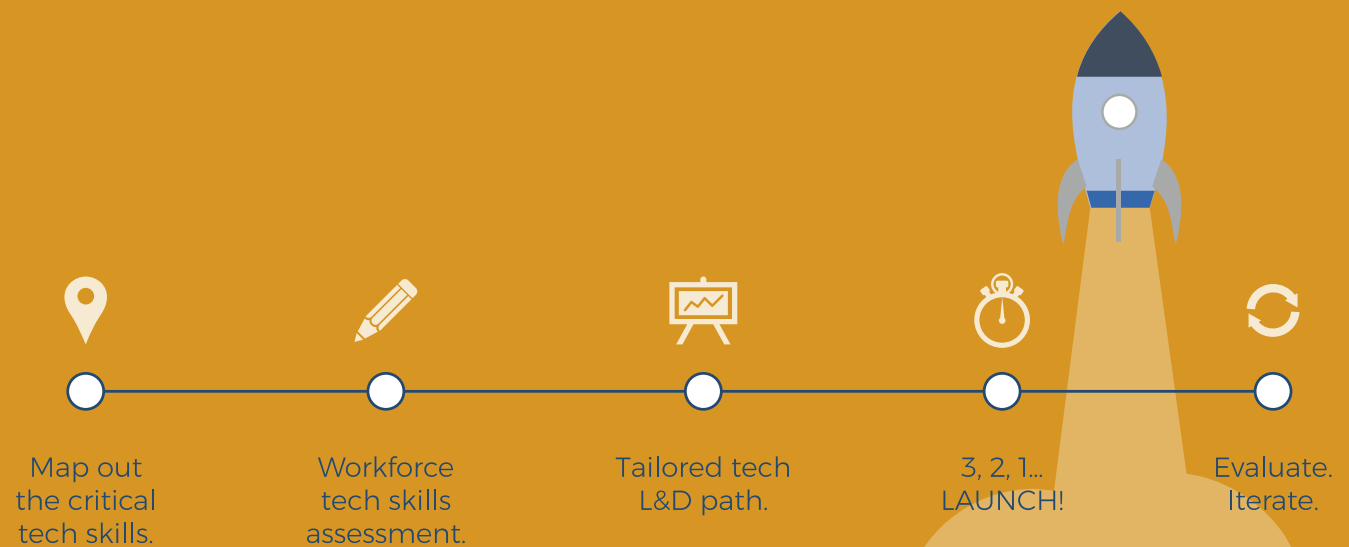 Map out
the critical
tech skills.
Workforce
tech skills
assessment.
Tailored tech
L&D path.
3, 2, 1...
LAUNCH!
Evaluate.
Iterate.